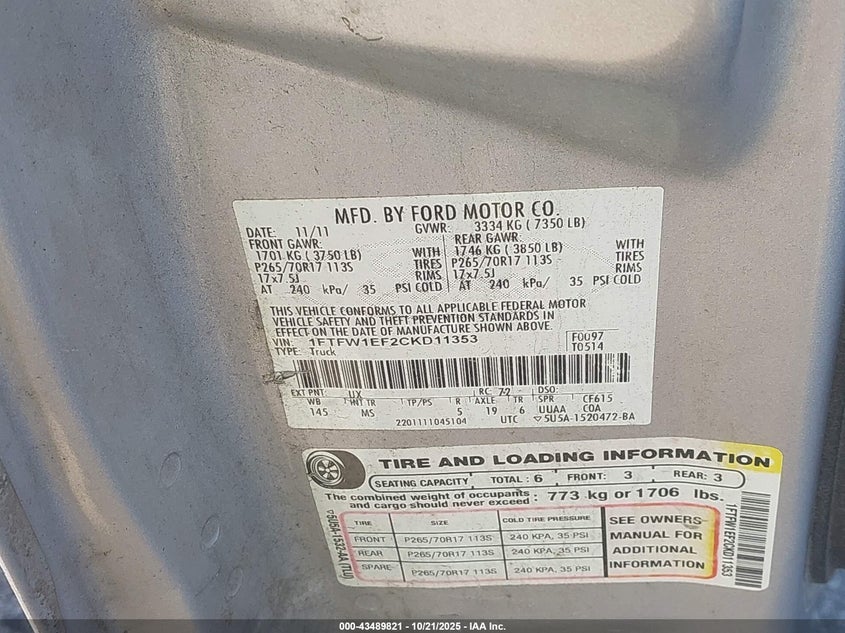 MFD. BY FORD MOTOR CO.
DATE: 11/11 GVWR: 3334 KG ( 7350 LB)
FRONT GAWR: REAR GAWR:
1701 KG ( 3750 LB) WITH 1746 KG ( 3850 LB) WITH
P265/70R17 113S TIRES P265/70R17 113S TIRES
17x7.5J RIMS 17x7.5J RIMS
AT 240 kPa/ 35 PSI COLD AT 240 kPa/ 35 PSI COLD
THIS VEHICLE CONFORMS TO ALL APPLICABLE FEDERAL MOTOR
VEHICLE SAFETY AND THEFT PREVENTION STANDARDS IN
EFFECT ON THE DATE OF MANUFACTURE SHOWN ABOVE.
VIN: 1FTFW1EF2CKD11353 F0097
TYPE: Truck T0514
EXT PNT: UX RC: 72 DSO:
WB INT TR TP/PS R AXLE TR SPR CF615
145 MS 5 19 6 UUAA COA
2201111045104 UTC ▽5U5A-1520472-BA
TIRE AND LOADING INFORMATION
SEATING CAPACITY TOTAL : 6 FRONT: 3 REAR: 3
The combined weight of occupants and cargo should never exceed : 773 kg or 1706 lbs.
TIRE SIZE COLD TIRE PRESSURE
FRONT P265/70R17 113S 240 KPA, 35 PSI
REAR P265/70R17 113S 240 KPA, 35 PSI
SPARE P265/70R17 113S 240 KPA, 35 PSI
SEE OWNERS
MANUAL FOR
ADDITIONAL
INFORMATION
1FTFW1EF2CKD11353
000-43489821 - 10/21/2025 - IAA Inc.